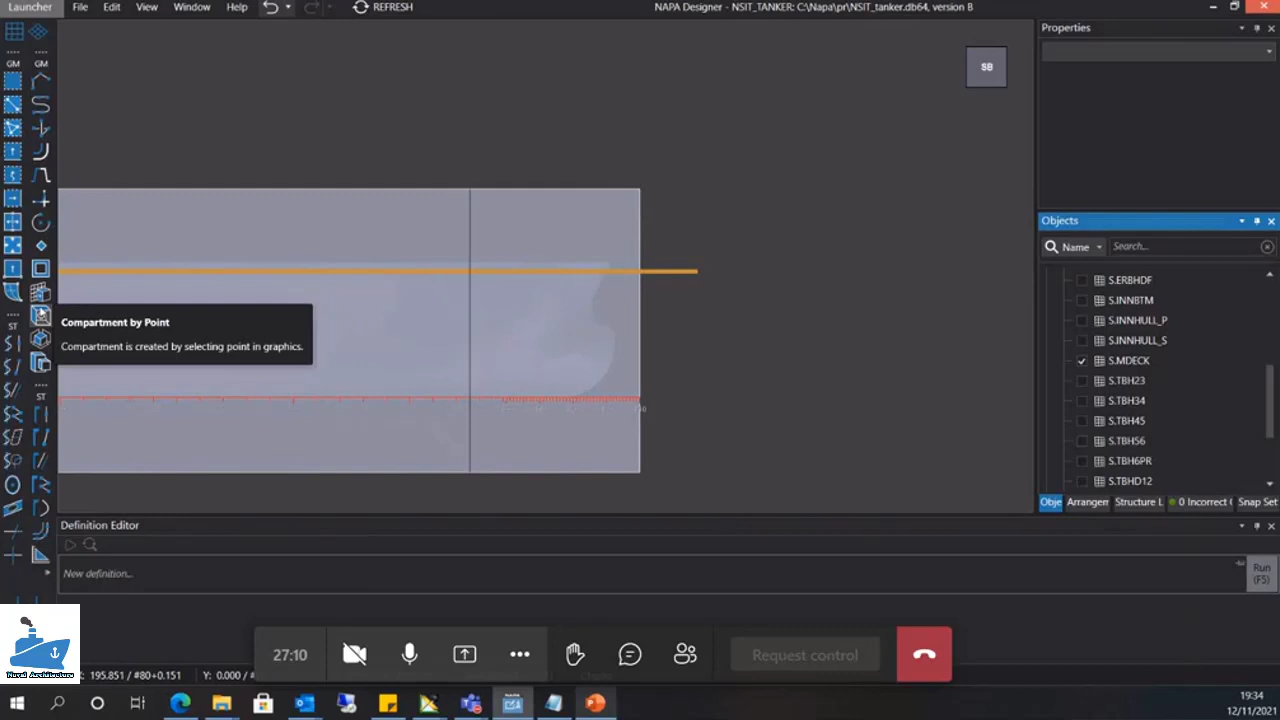 Launcher File Edit View Window Help REFRESH NAPA Designer - NSIT_TANKER: C:\Napa\pr\NSIT_tanker.db64, version B
Properties
GM GM
SB
Objects
Name Search...
S.ERBHDF
S.INNBTM
S.INNHULL_P
S.INNHULL_S
S.MDECK
S.TBH23
S.TBH34
S.TBH45
S.TBH56
S.TBH6PR
S.TBHD12
Compartment by Point
Compartment is created by selecting point in graphics.
ST
ST
Obje Arrangem Structure L 0 Incorrect Snap Set
Definition Editor
New definition...
Run
(F5)
27:10
Request control
Naval Architecture
: 195.851 / #80+0.151 Y: 0.000 / #
NAPA
19:34
12/11/2021